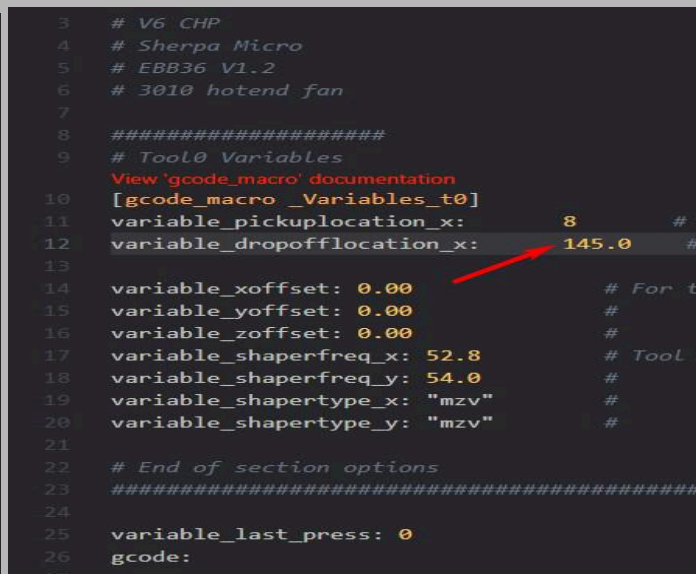 3 # V6 CHP
4 # Sherpa Micro
5 # EBB36 V1.2
6 # 3010 hotend fan
7
8 ####################
9 # Tool0 Variables
View 'gcode_macro' documentation
10 [gcode_macro _Variables_t0]
11 variable_pickuplocation_x: 8 #
12 variable_dropofflocation_x: 145.0 #
13
14 variable_xoffset: 0.00 # For t
15 variable_yoffset: 0.00 #
16 variable_zoffset: 0.00 #
17 variable_shaperfreq_x: 52.8 # Tool
18 variable_shaperfreq_y: 54.0 #
19 variable_shapertype_x: "mzv" #
20 variable_shapertype_y: "mzv" #
21
22 # End of section options
23 ###########################################
24
25 variable_last_press: 0
26 gcode: